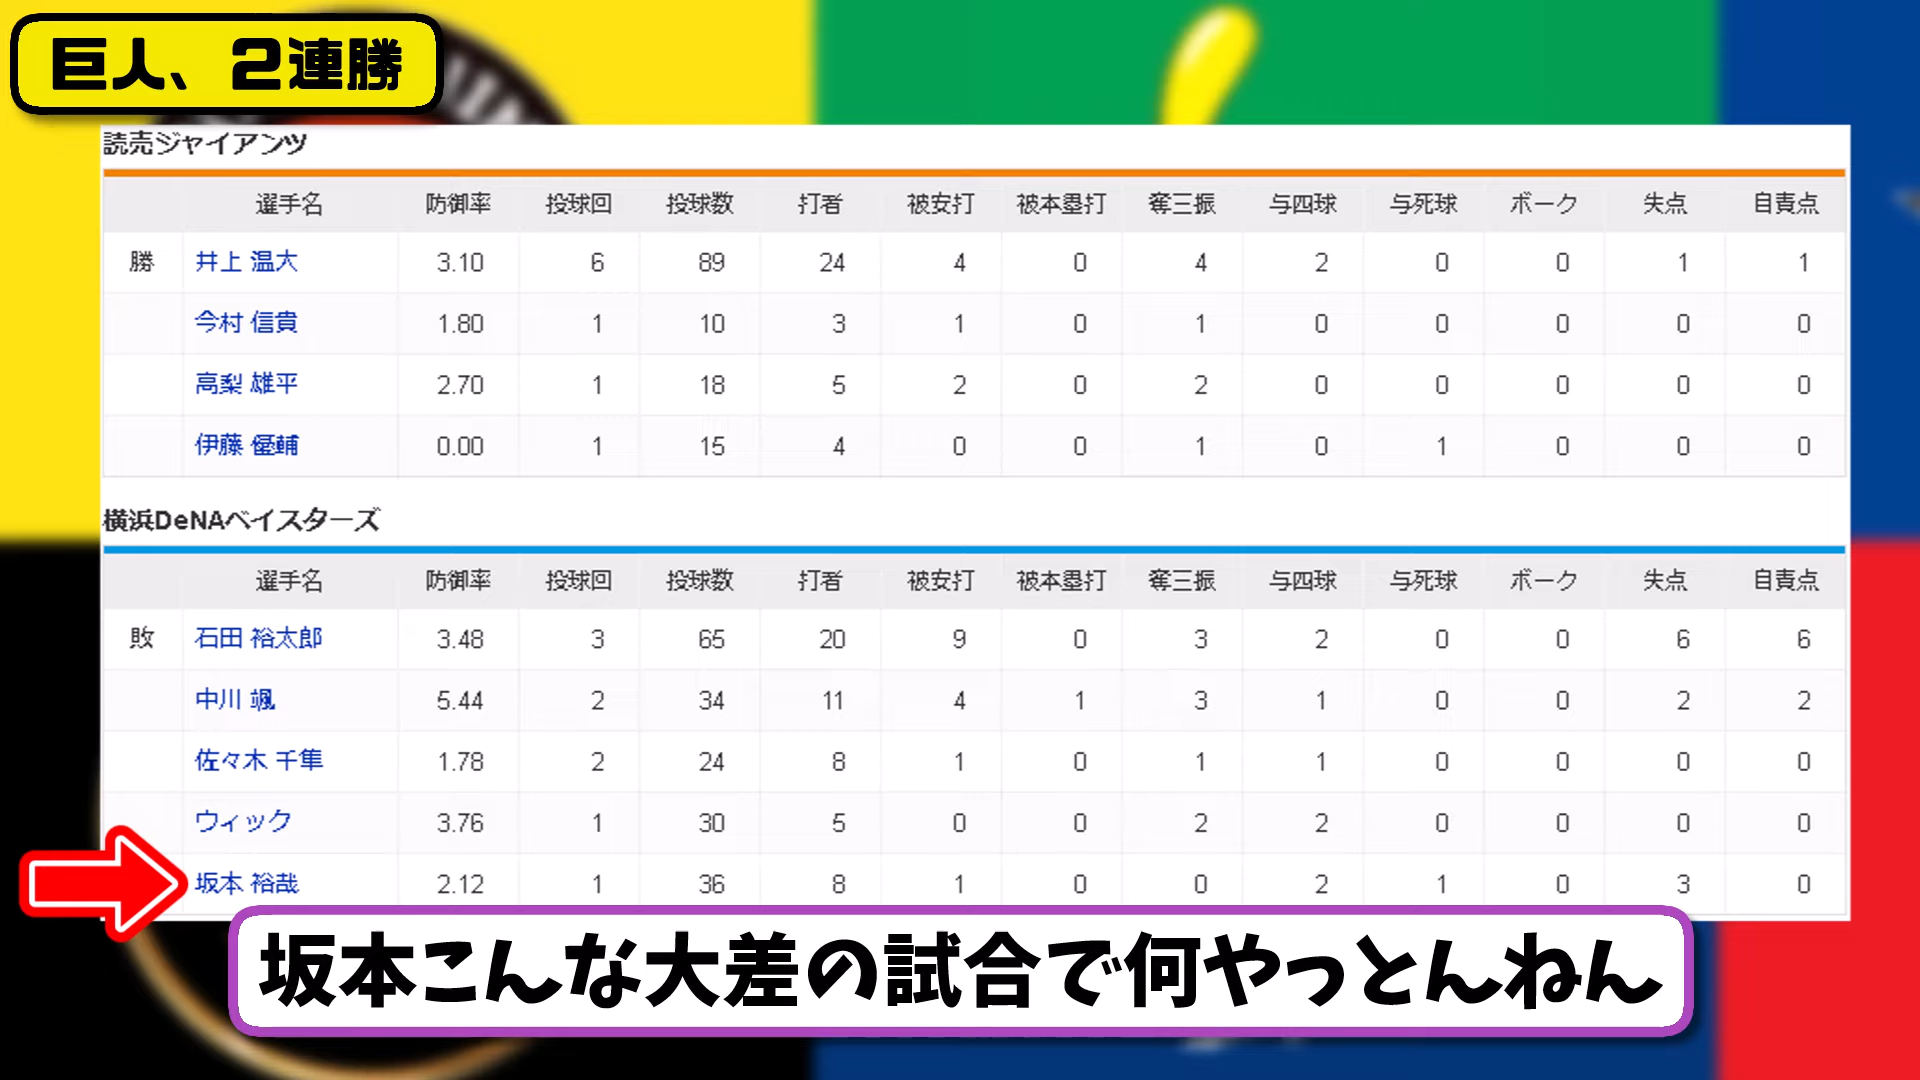 巨人、2連勝
読売ジャイアンツ
選手名 防御率 投球回 投球数 打者 被安打 被本塁打 奪三振 与四球 与死球 ボーク 失点 自責点
勝 井上 温大 3.10 6 89 24 4 0 4 2 0 0 1 1
今村 信貴 1.80 1 10 3 1 0 1 0 0 0 0 0
高梨 雄平 2.70 1 18 5 2 0 2 0 0 0 0 0
伊藤 優輔 0.00 1 15 4 0 0 1 0 1 0 0 0
横浜DeNAベイスターズ
選手名 防御率 投球回 投球数 打者 被安打 被本塁打 奪三振 与四球 与死球 ボーク 失点 自責点
敗 石田 裕太郎 3.48 3 65 20 9 0 3 2 0 0 6 6
中川 颯 5.44 2 34 11 4 1 3 1 0 0 2 2
佐々木 千隼 1.78 2 24 8 1 0 1 1 0 0 0 0
ウィック 3.76 1 30 5 0 0 2 2 0 0 0 0
坂本 裕哉 2.12 1 36 8 1 0 0 2 1 0 3 0
坂本こんな大差の試合で何やっとんねん